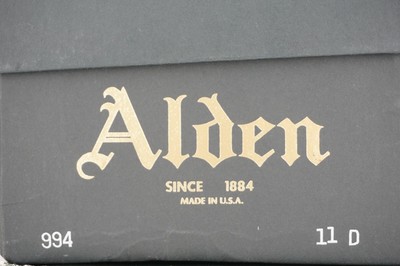 Alden
SINCE 1884
MADE IN U.S.A.
994 11 D